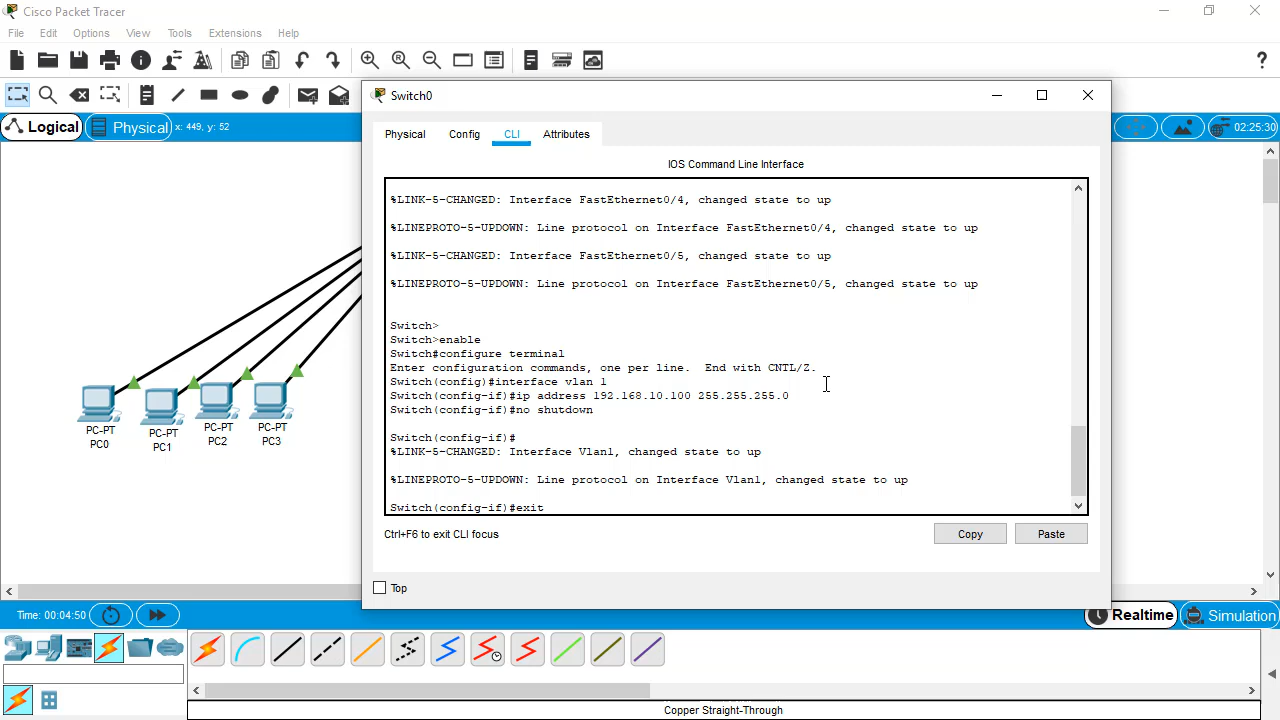 Cisco Packet Tracer
File Edit Options View Tools Extensions Help
Logical Physical x: 449, y: 52 02:25:30
Switch0
Physical Config CLI Attributes
IOS Command Line Interface
%LINK-5-CHANGED: Interface FastEthernet0/4, changed state to up
%LINEPROTO-5-UPDOWN: Line protocol on Interface FastEthernet0/4, changed state to up
%LINK-5-CHANGED: Interface FastEthernet0/5, changed state to up
%LINEPROTO-5-UPDOWN: Line protocol on Interface FastEthernet0/5, changed state to up
Switch>
Switch>enable
Switch#configure terminal
Enter configuration commands, one per line.  End with CNTL/Z.
Switch(config)#interface vlan 1
Switch(config-if)#ip address 192.168.10.100 255.255.255.0
Switch(config-if)#no shutdown
Switch(config-if)#
%LINK-5-CHANGED: Interface Vlan1, changed state to up
%LINEPROTO-5-UPDOWN: Line protocol on Interface Vlan1, changed state to up
Switch(config-if)#exit
Ctrl+F6 to exit CLI focus
Copy Paste
Top
PC-PT
PC0
PC-PT
PC1
PC-PT
PC2
PC-PT
PC3
Time: 00:04:50
Realtime Simulation
Copper Straight-Through